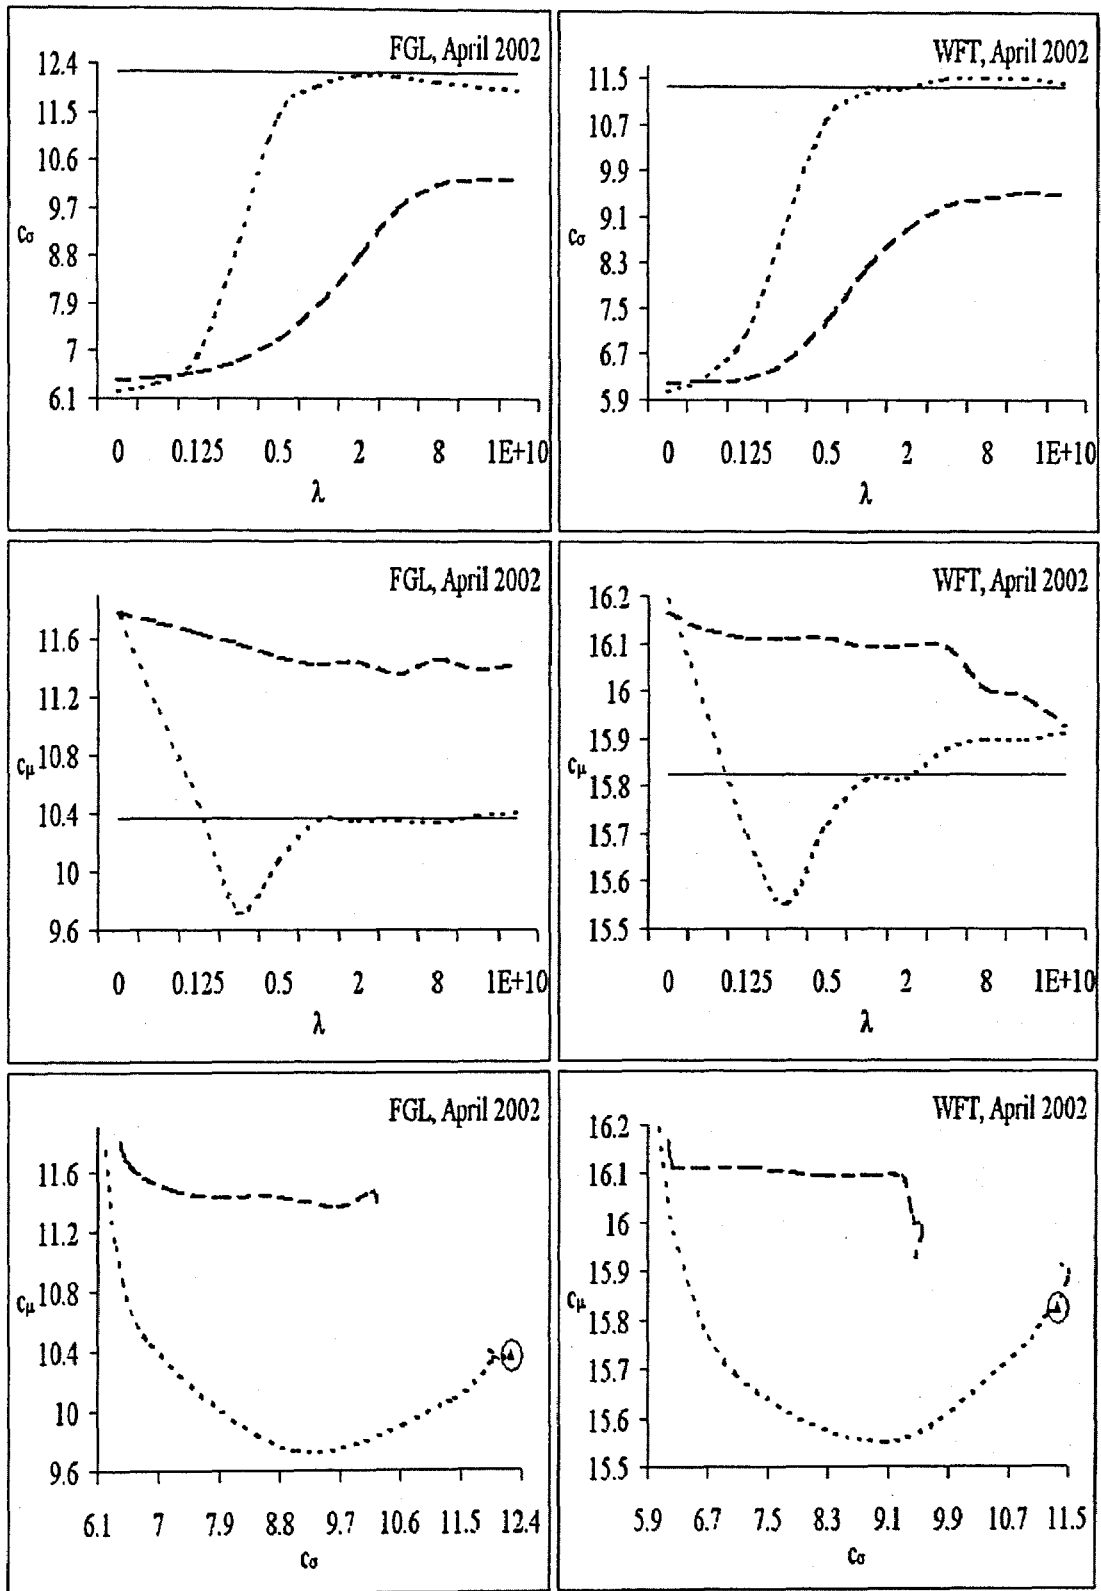 FGL, April 2002
12.4
11.5
10.6
9.7
cσ
8.8
7.9
7
6.1
0 0.125 0.5 2 8 1E+10
λ
WFT, April 2002
11.5
10.7
9.9
9.1
cσ
8.3
7.5
6.7
5.9
0 0.125 0.5 2 8 1E+10
λ
FGL, April 2002
11.6
11.2
10.8
cμ
10.4
10
9.6
0 0.125 0.5 2 8 1E+10
λ
WFT, April 2002
16.2
16.1
16
15.9
cμ
15.8
15.7
15.6
15.5
0 0.125 0.5 2 8 1E+10
λ
FGL, April 2002
11.6
11.2
10.8
cμ
10.4
10
9.6
6.1 7 7.9 8.8 9.7 10.6 11.5 12.4
cσ
WFT, April 2002
16.2
16.1
16
15.9
cμ
15.8
15.7
15.6
15.5
5.9 6.7 7.5 8.3 9.1 9.9 10.7 11.5
cσ